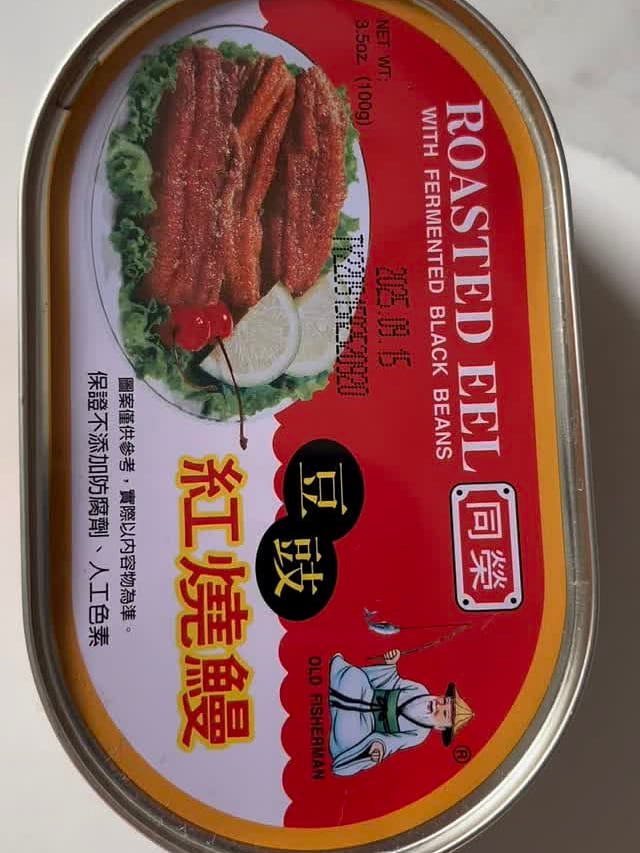 ROASTED EEL
WITH FERMENTED BLACK BEANS
同榮
NET WT:
3.5oz. (100g)
2025.09.15
®
OLD FISHERMAN
豆豉
紅燒鰻
圖案僅供參考，實際以內容物為準。
保證不添加防腐劑、人工色素